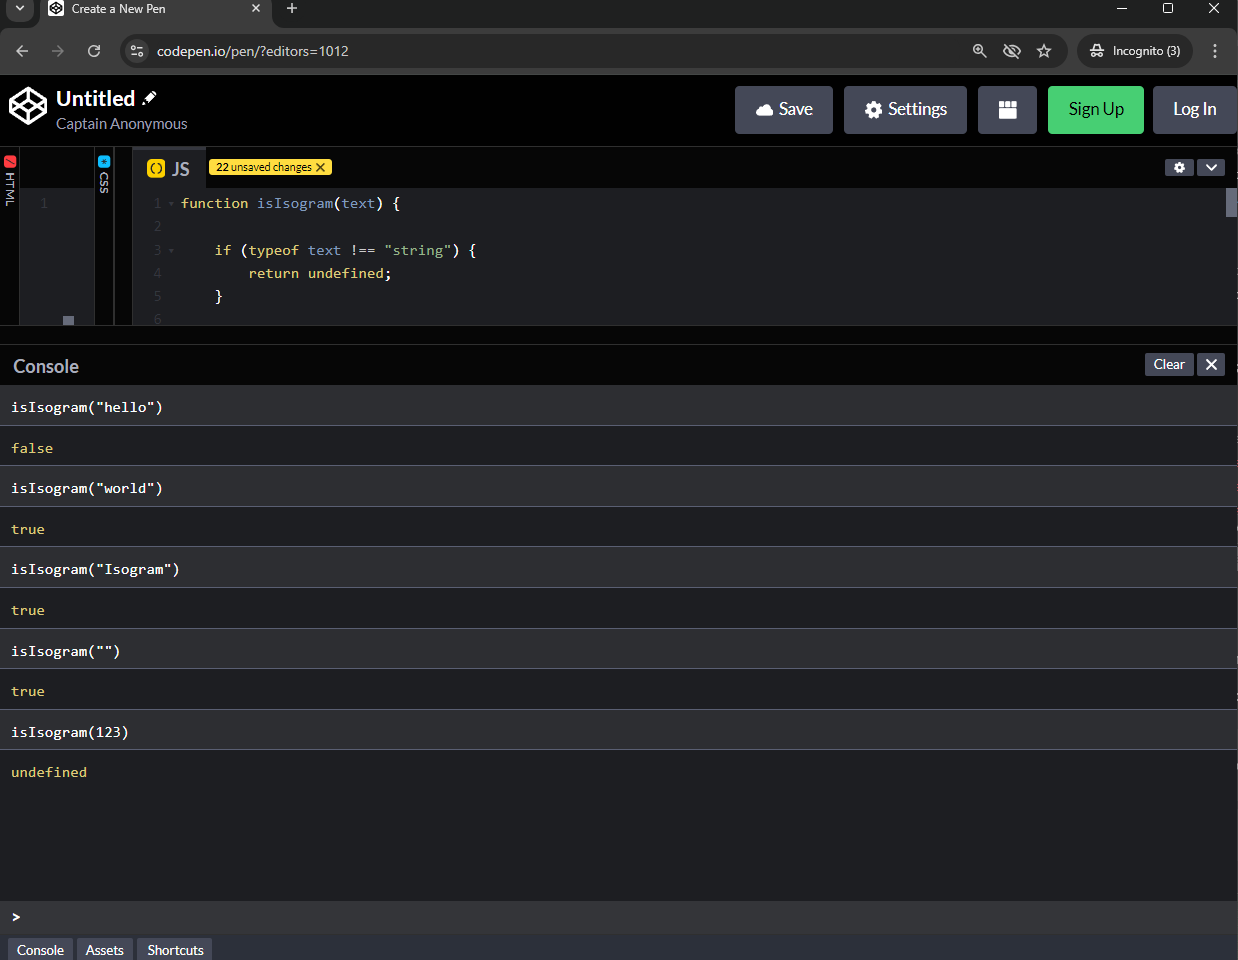 Create a New Pen
codepen.io/pen/?editors=1012
Incognito (3)
Untitled
Captain Anonymous
Save
Settings
Sign Up
Log In
HTML
1
CSS
JS
22 unsaved changes
1 function isIsogram(text) {
2
3 if (typeof text !== "string") {
4 return undefined;
5 }
6
Console
Clear
isIsogram("hello")
false
isIsogram("world")
true
isIsogram("Isogram")
true
isIsogram("")
true
isIsogram(123)
undefined
>
Console
Assets
Shortcuts